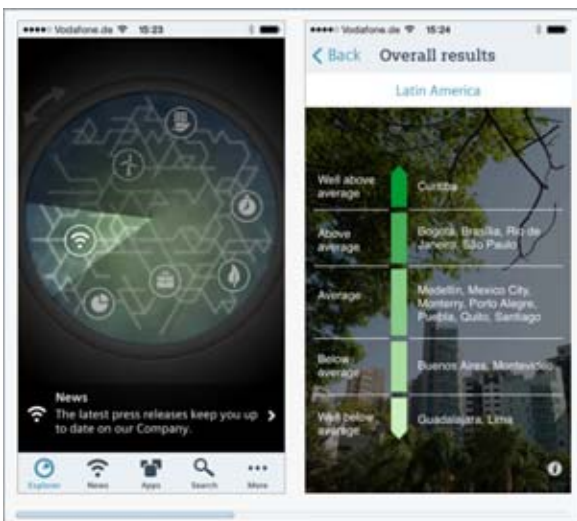 Vodafone.de 15:23
News
The latest press releases keep you up
to date on our Company.
Explorer
News
Apps
Search
More
Vodafone.de 15:24
Back
Overall results
Latin America
Well above
average
Curitiba
Above
average
Bogotá, Brasília, Rio de
Janeiro, São Paulo
Average
Medellín, Mexico City,
Monterry, Porto Alegre,
Puebla, Quito, Santiago
Below
average
Buenos Aires, Montevideo
Well below
average
Guadalajara, Lima